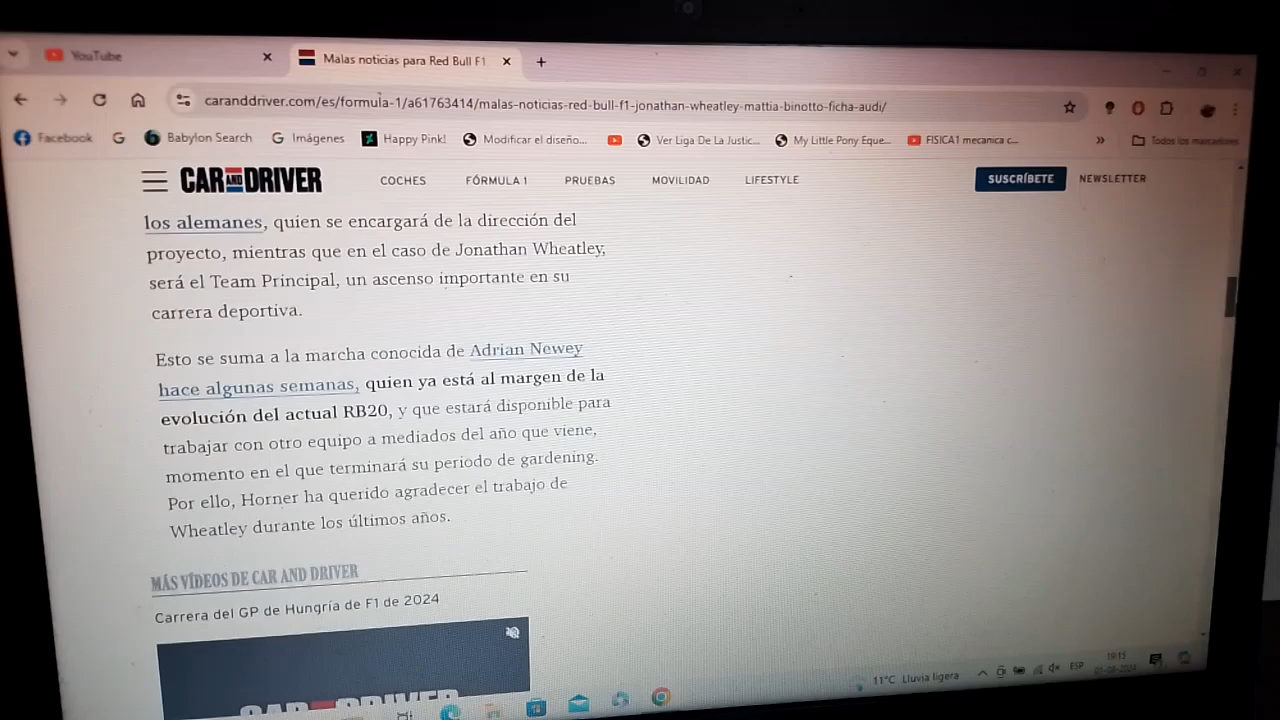 YouTube
Malas noticias para Red Bull F1
caranddriver.com/es/formula-1/a61763414/malas-noticias-red-bull-f1-jonathan-wheatley-mattia-binotto-ficha-audi/
Facebook
Babylon Search
Imágenes
Happy Pink!
Modificar el diseño...
Ver Liga De La Justic...
My Little Pony Eque...
FISICA1 mecanica c...
Todos los marcadores
CAR AND DRIVER
COCHES
FÓRMULA 1
PRUEBAS
MOVILIDAD
LIFESTYLE
SUSCRÍBETE
NEWSLETTER
los alemanes, quien se encargará de la dirección del
proyecto, mientras que en el caso de Jonathan Wheatley,
será el Team Principal, un ascenso importante en su
carrera deportiva.
Esto se suma a la marcha conocida de Adrian Newey
hace algunas semanas, quien ya está al margen de la
evolución del actual RB20, y que estará disponible para
trabajar con otro equipo a mediados del año que viene,
momento en el que terminará su periodo de gardening.
Por ello, Horner ha querido agradecer el trabajo de
Wheatley durante los últimos años.
MÁS VÍDEOS DE CAR AND DRIVER
Carrera del GP de Hungría de F1 de 2024
CAR AND DRIVER
11°C Lluvia ligera
ESP
19:15
01-08-2024